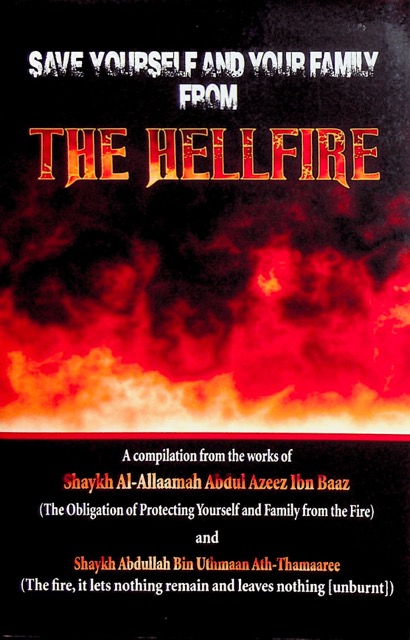 SAVE YOURSELF AND YOUR FAMILY
FROM
THE HELLFIRE
A compilation from the works of
Shaykh Al-Allaamah Abdul Azeez Ibn Baaz
(The Obligation of Protecting Yourself and Family from the Fire)
and
Shaykh Abdullah Bin Uthmaan Ath-Thamaaree
(The fire, it lets nothing remain and leaves nothing [unburnt])